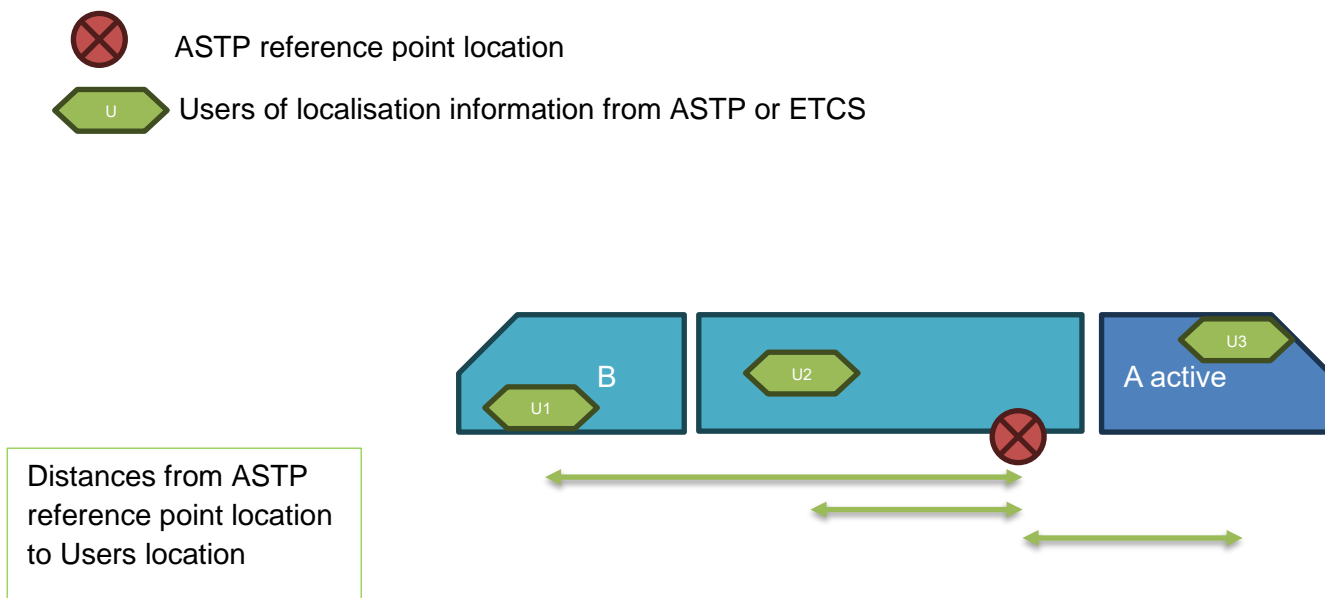 ASTP reference point location
U
Users of localisation information from ASTP or ETCS
U3
U2
B
A active
U1
Distances from ASTP
reference point location
to Users location